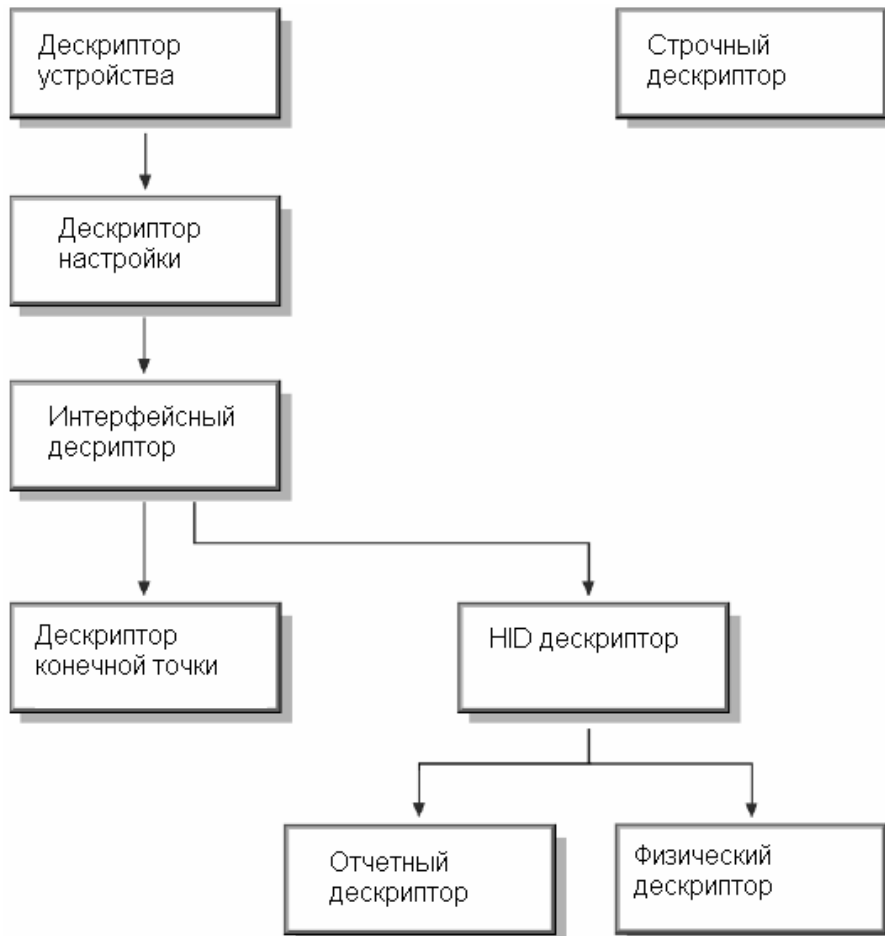 Дескриптор
устройства
Строчный
дескриптор
Дескриптор
настройки
Интерфейсный
десриптор
Дескриптор
конечной точки
HID дескриптор
Отчетный
дескриптор
Физический
дескриптор